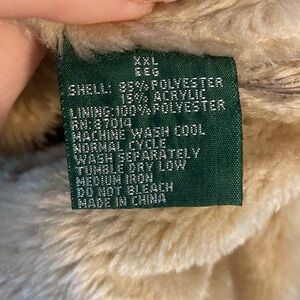 XXL
EEG
SHELL: 85% POLYESTER
15% ACRYLIC
LINING: 100% POLYESTER
RN: 87014
MACHINE WASH COOL
NORMAL CYCLE
WASH SEPARATELY
TUMBLE DRY LOW
MEDIUM IRON
DO NOT BLEACH
MADE IN CHINA